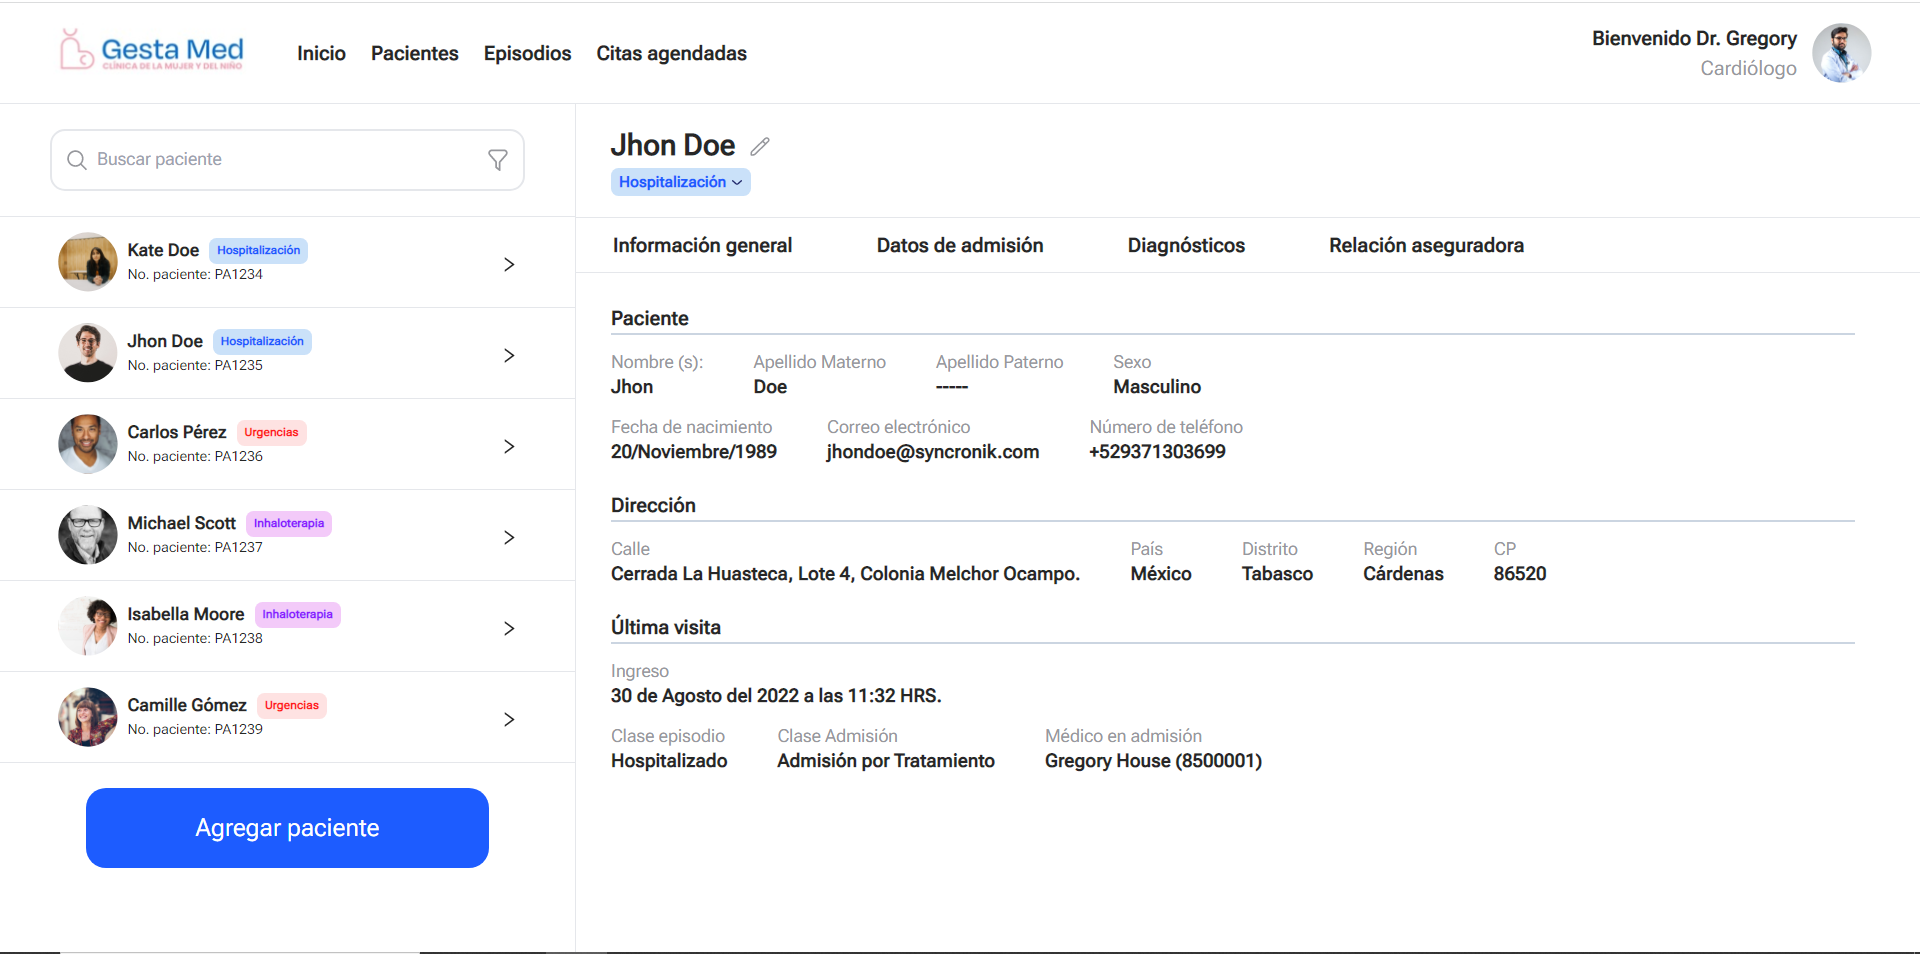 Gesta Med
CLÍNICA DE LA MUJER Y DEL NIÑO
Inicio Pacientes Episodios Citas agendadas
Bienvenido Dr. Gregory
Cardiólogo
Buscar paciente
Kate Doe Hospitalización
No. paciente: PA1234
Jhon Doe Hospitalización
No. paciente: PA1235
Carlos Pérez Urgencias
No. paciente: PA1236
Michael Scott Inhaloterapia
No. paciente: PA1237
Isabella Moore Inhaloterapia
No. paciente: PA1238
Camille Gómez Urgencias
No. paciente: PA1239
Agregar paciente
Jhon Doe
Hospitalización
Información general Datos de admisión Diagnósticos Relación aseguradora
Paciente
Nombre (s): Apellido Materno Apellido Paterno Sexo
Jhon Doe ----- Masculino
Fecha de nacimiento Correo electrónico Número de teléfono
20/Noviembre/1989 jhondoe@syncronik.com +529371303699
Dirección
Calle País Distrito Región CP
Cerrada La Huasteca, Lote 4, Colonia Melchor Ocampo. México Tabasco Cárdenas 86520
Última visita
Ingreso
30 de Agosto del 2022 a las 11:32 HRS.
Clase episodio Clase Admisión Médico en admisión
Hospitalizado Admisión por Tratamiento Gregory House (8500001)